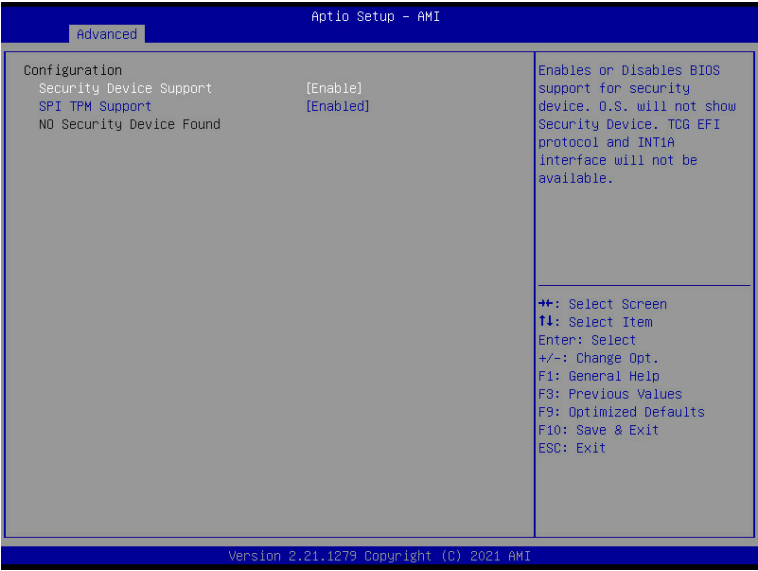 Aptio Setup – AMI
Advanced
Configuration
Security Device Support [Enable]
SPI TPM Support [Enabled]
NO Security Device Found
Enables or Disables BIOS
support for security
device. O.S. will not show
Security Device. TCG EFI
protocol and INT1A
interface will not be
available.
→←: Select Screen
↑↓: Select Item
Enter: Select
+/-: Change Opt.
F1: General Help
F3: Previous Values
F9: Optimized Defaults
F10: Save & Exit
ESC: Exit
Version 2.21.1279 Copyright (C) 2021 AMI